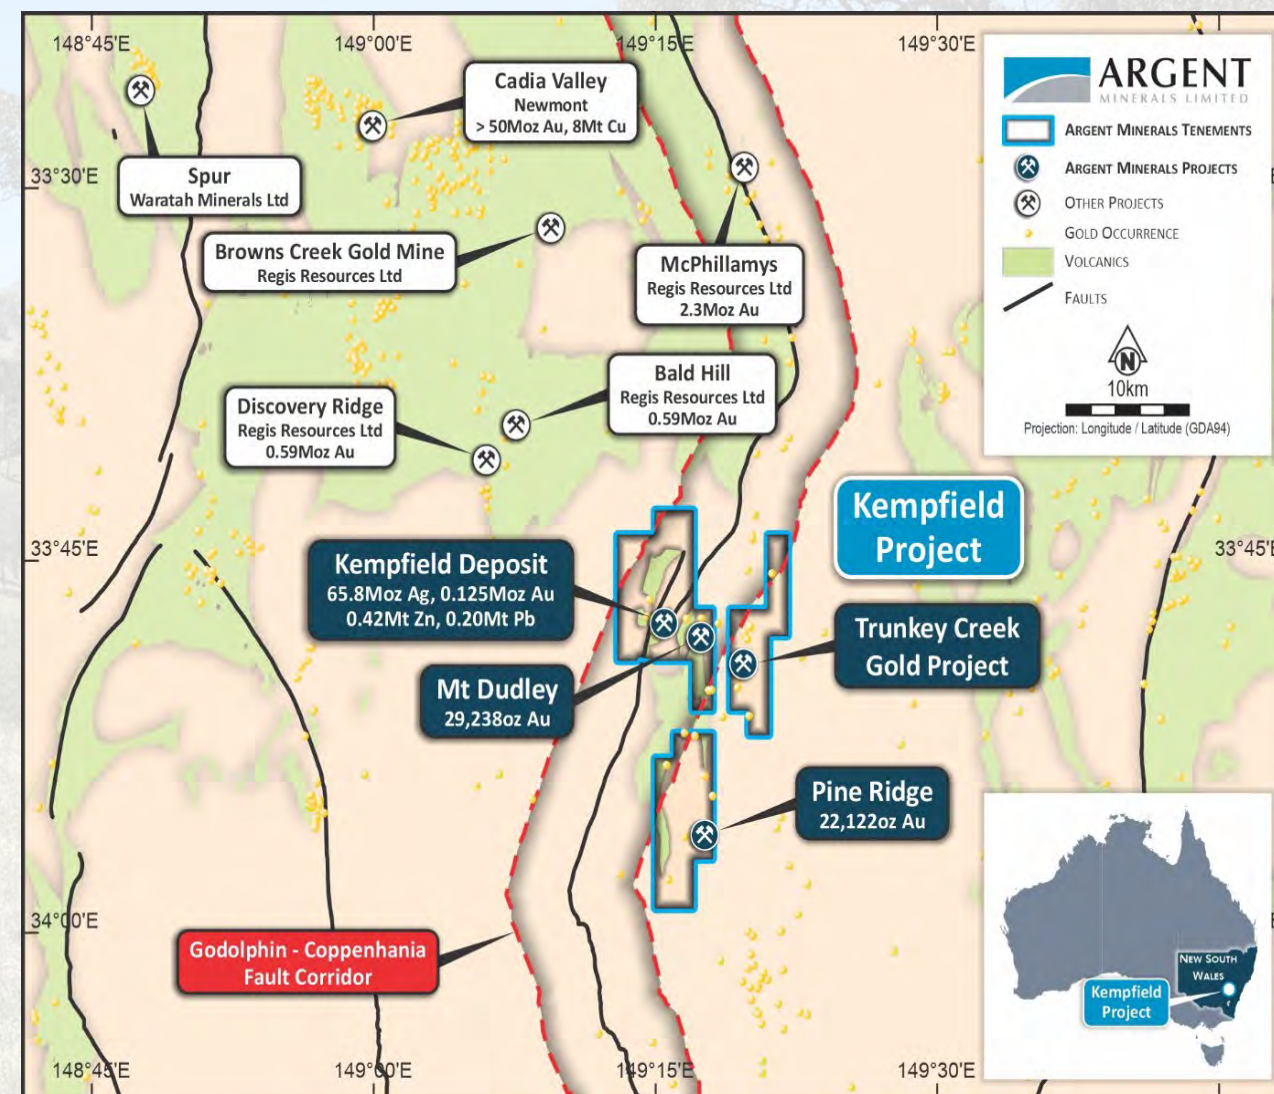 148°45'E
149°00'E
149°15'E
149°30'E
Cadia Valley
Newmont
> 50Moz Au, 8Mt Cu
ARGENT
MINERALS LIMITED
ARGENT MINERALS TENEMENTS
ARGENT MINERALS PROJECTS
OTHER PROJECTS
GOLD OCCURRENCE
VOLCANICS
FAULTS
N
10km
Projection: Longitude / Latitude (GDA94)
33°30'E
Spur
Waratah Minerals Ltd
Browns Creek Gold Mine
Regis Resources Ltd
McPhillamys
Regis Resources Ltd
2.3Moz Au
Bald Hill
Regis Resources Ltd
0.59Moz Au
Discovery Ridge
Regis Resources Ltd
0.59Moz Au
Kempfield
Project
33°45'E
33°45'E
Kempfield Deposit
65.8Moz Ag, 0.125Moz Au
0.42Mt Zn, 0.20Mt Pb
Trunkey Creek
Gold Project
Mt Dudley
29,238oz Au
Pine Ridge
22,122oz Au
34°00'E
Godolphin - Coppenhania
Fault Corridor
NEW SOUTH
WALES
Kempfield
Project
148°45'E
149°00'E
149°15'E
149°30'E